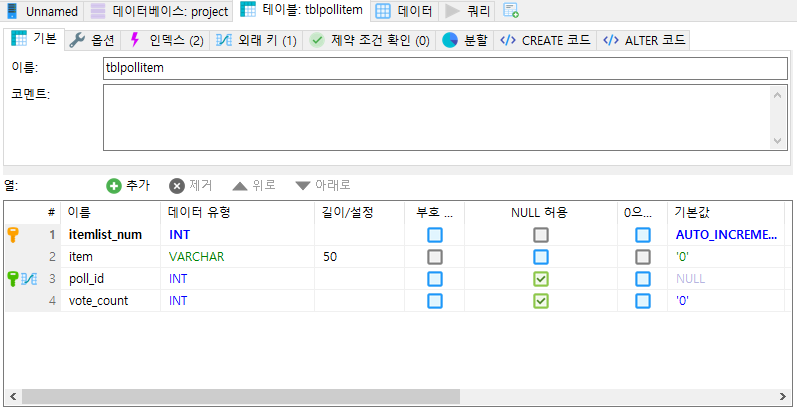 Unnamed 데이터베이스: project 테이블: tblpollitem 데이터 쿼리
기본 옵션 인덱스 (2) 외래 키 (1) 제약 조건 확인 (0) 분할 CREATE 코드 ALTER 코드
이름: tblpollitem
코멘트:
열: 추가 제거 위로 아래로
# 이름 데이터 유형 길이/설정 부호 ... NULL 허용 0으... 기본값
1 itemlist_num INT AUTO_INCREME...
2 item VARCHAR 50 '0'
3 poll_id INT NULL
4 vote_count INT '0'